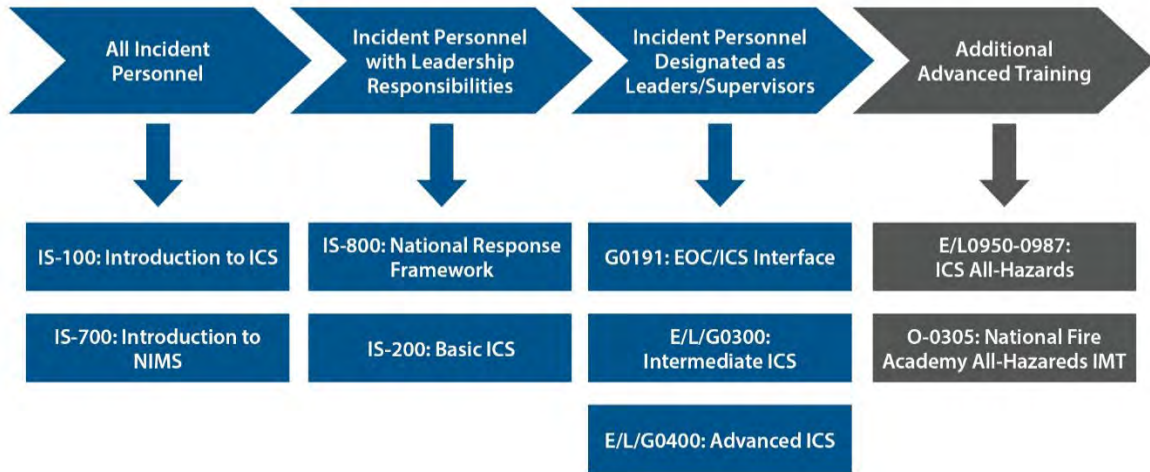 All Incident
Personnel
Incident Personnel
with Leadership
Responsibilities
Incident Personnel
Designated as
Leaders/Supervisors
Additional
Advanced Training
IS-100: Introduction to ICS
IS-700: Introduction to
NIMS
IS-800: National Response
Framework
IS-200: Basic ICS
G0191: EOC/ICS Interface
E/L/G0300:
Intermediate ICS
E/L/G0400: Advanced ICS
E/L0950-0987:
ICS All-Hazards
O-0305: National Fire
Academy All-Hazareds IMT